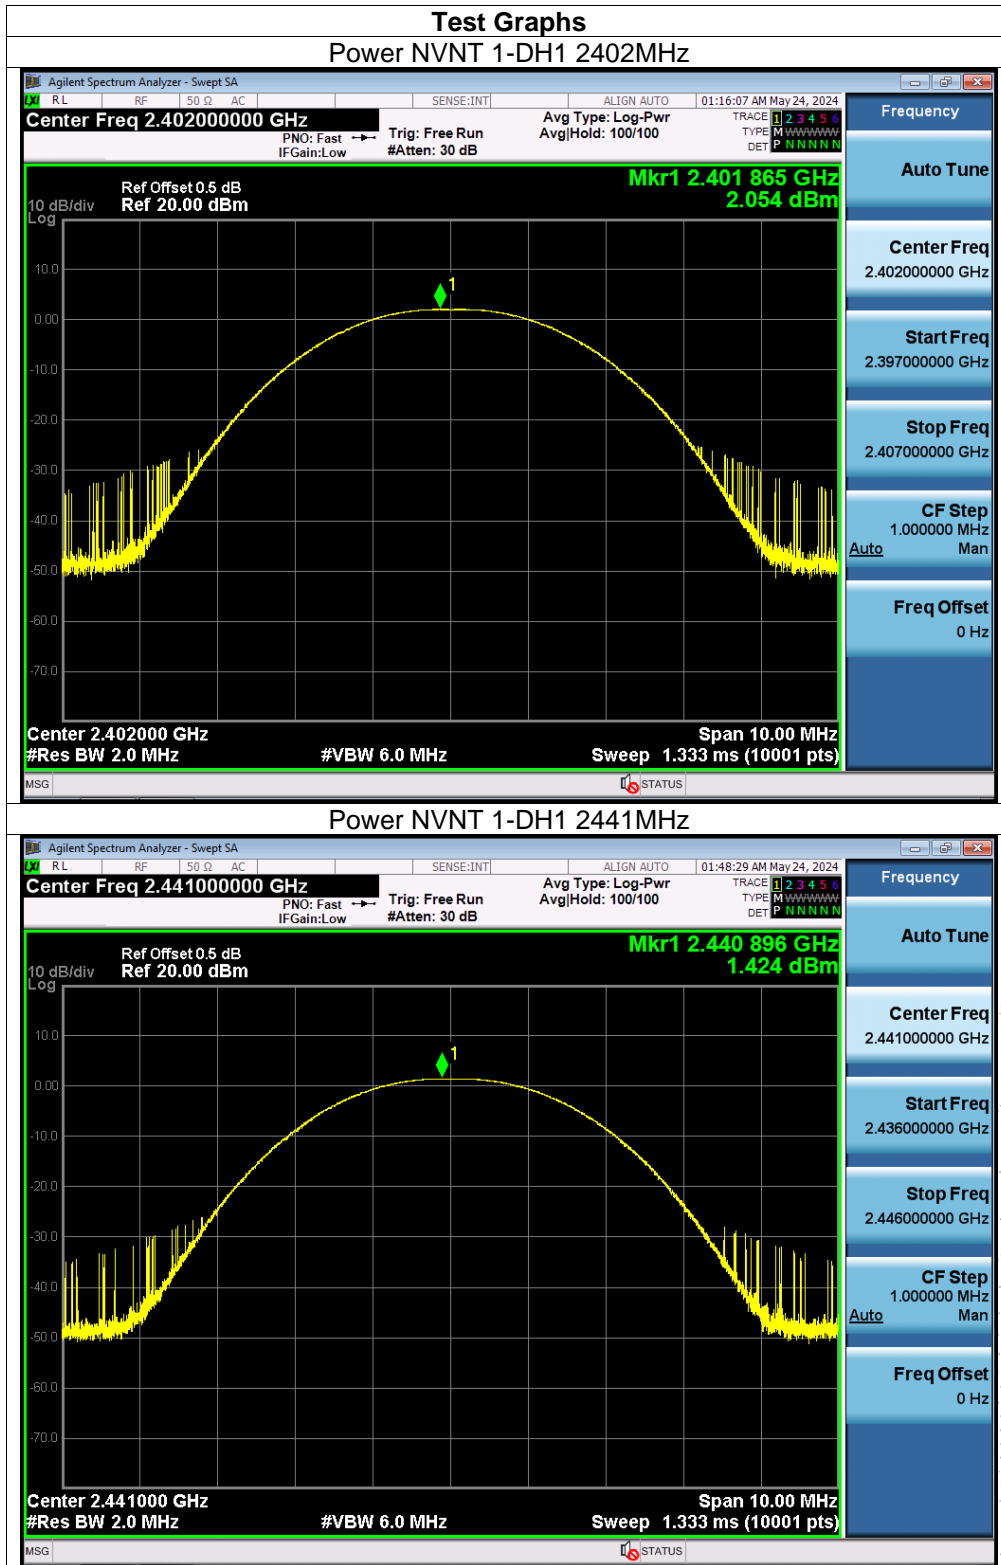 Test Graphs
Power NVNT 1-DH1 2402MHz
Agilent Spectrum Analyzer - Swept SA
LXI RL RF 50 Ω AC SENSE:INT ALIGN AUTO 01:16:07 AM May 24, 2024
Center Freq 2.402000000 GHz
PNO: Fast
IFGain:Low
Trig: Free Run
#Atten: 30 dB
Avg Type: Log-Pwr
Avg|Hold: 100/100
TRACE 1 2 3 4 5 6
TYPE M WWWWW
DET P N N N N N
Frequency
Auto Tune
Center Freq
2.402000000 GHz
Start Freq
2.397000000 GHz
Stop Freq
2.407000000 GHz
CF Step
1.000000 MHz
Auto Man
Freq Offset
0 Hz
Mkr1 2.401 865 GHz
2.054 dBm
Ref Offset 0.5 dB
10 dB/div Ref 20.00 dBm
Log
1
10.0
0.00
-10.0
-20.0
-30.0
-40.0
-50.0
-60.0
-70.0
Center 2.402000 GHz Span 10.00 MHz
#Res BW 2.0 MHz #VBW 6.0 MHz Sweep 1.333 ms (10001 pts)
MSG STATUS
Power NVNT 1-DH1 2441MHz
Agilent Spectrum Analyzer - Swept SA
LXI RL RF 50 Ω AC SENSE:INT ALIGN AUTO 01:48:29 AM May 24, 2024
Center Freq 2.441000000 GHz
PNO: Fast
IFGain:Low
Trig: Free Run
#Atten: 30 dB
Avg Type: Log-Pwr
Avg|Hold: 100/100
TRACE 1 2 3 4 5 6
TYPE M WWWWW
DET P N N N N N
Frequency
Auto Tune
Center Freq
2.441000000 GHz
Start Freq
2.436000000 GHz
Stop Freq
2.446000000 GHz
CF Step
1.000000 MHz
Auto Man
Freq Offset
0 Hz
Mkr1 2.440 896 GHz
1.424 dBm
Ref Offset 0.5 dB
10 dB/div Ref 20.00 dBm
Log
1
10.0
0.00
-10.0
-20.0
-30.0
-40.0
-50.0
-60.0
-70.0
Center 2.441000 GHz Span 10.00 MHz
#Res BW 2.0 MHz #VBW 6.0 MHz Sweep 1.333 ms (10001 pts)
MSG STATUS